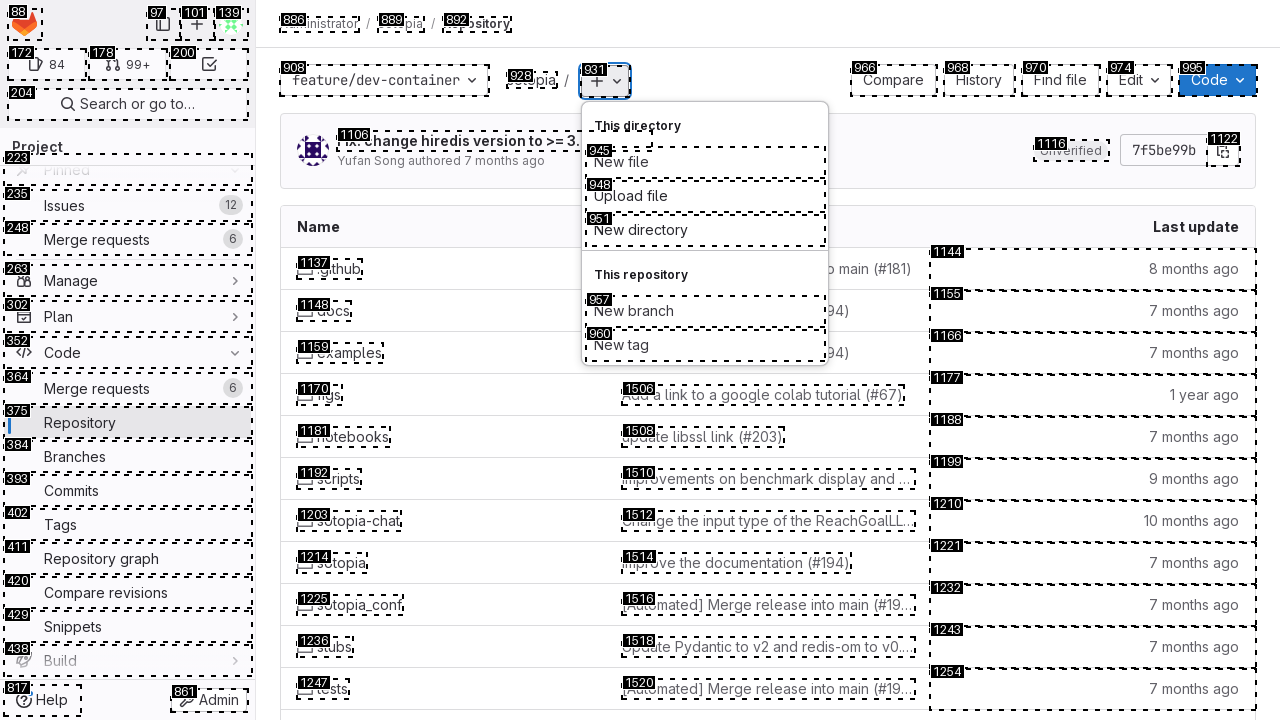 88
97
101
139
886
889
892
Administrator / sotopia / Repository
172
178
200
84
99+
204
Search or go to…
Project
223
Pinned
235
Issues
12
248
Merge requests
6
263
Manage
302
Plan
352
Code
364
Merge requests
6
375
Repository
384
Branches
393
Commits
402
Tags
411
Repository graph
420
Compare revisions
429
Snippets
438
Build
817
Help
861
Admin
908
feature/dev-container
928
sotopia /
931
966
Compare
968
History
970
Find file
974
Edit
995
Code
1106
fix: change hiredis version to >= 3.
Yufan Song authored 7 months ago
1116
Unverified
7f5be99b
1122
This directory
945
New file
948
Upload file
951
New directory
This repository
957
New branch
960
New tag
Name
Last update
1137
.github
o main (#181)
1144
8 months ago
1148
docs
94)
1155
7 months ago
1159
examples
94)
1166
7 months ago
1170
figs
1506
Add a link to a google colab tutorial (#67)
1177
1 year ago
1181
notebooks
1508
update libssl link (#203)
1188
7 months ago
1192
scripts
1510
Improvements on benchmark display and …
1199
9 months ago
1203
sotopia-chat
1512
Change the input type of the ReachGoalLL…
1210
10 months ago
1214
sotopia
1514
Improve the documentation (#194)
1221
7 months ago
1225
sotopia_conf
1516
[Automated] Merge release into main (#19…
1232
7 months ago
1236
stubs
1518
Update Pydantic to v2 and redis-om to v0.…
1243
7 months ago
1247
tests
1520
[Automated] Merge release into main (#19…
1254
7 months ago